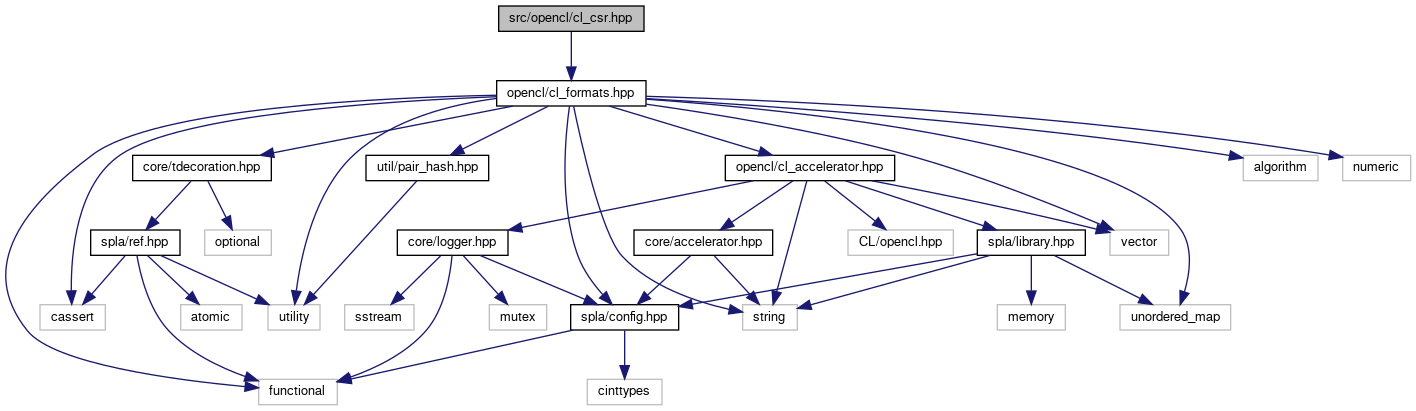 src/opencl/cl_csr.hpp
opencl/cl_formats.hpp
core/tdecoration.hpp
util/pair_hash.hpp
opencl/cl_accelerator.hpp
algorithm
numeric
spla/ref.hpp
optional
core/logger.hpp
core/accelerator.hpp
CL/opencl.hpp
spla/library.hpp
vector
cassert
atomic
utility
sstream
mutex
spla/config.hpp
string
memory
unordered_map
functional
cinttypes